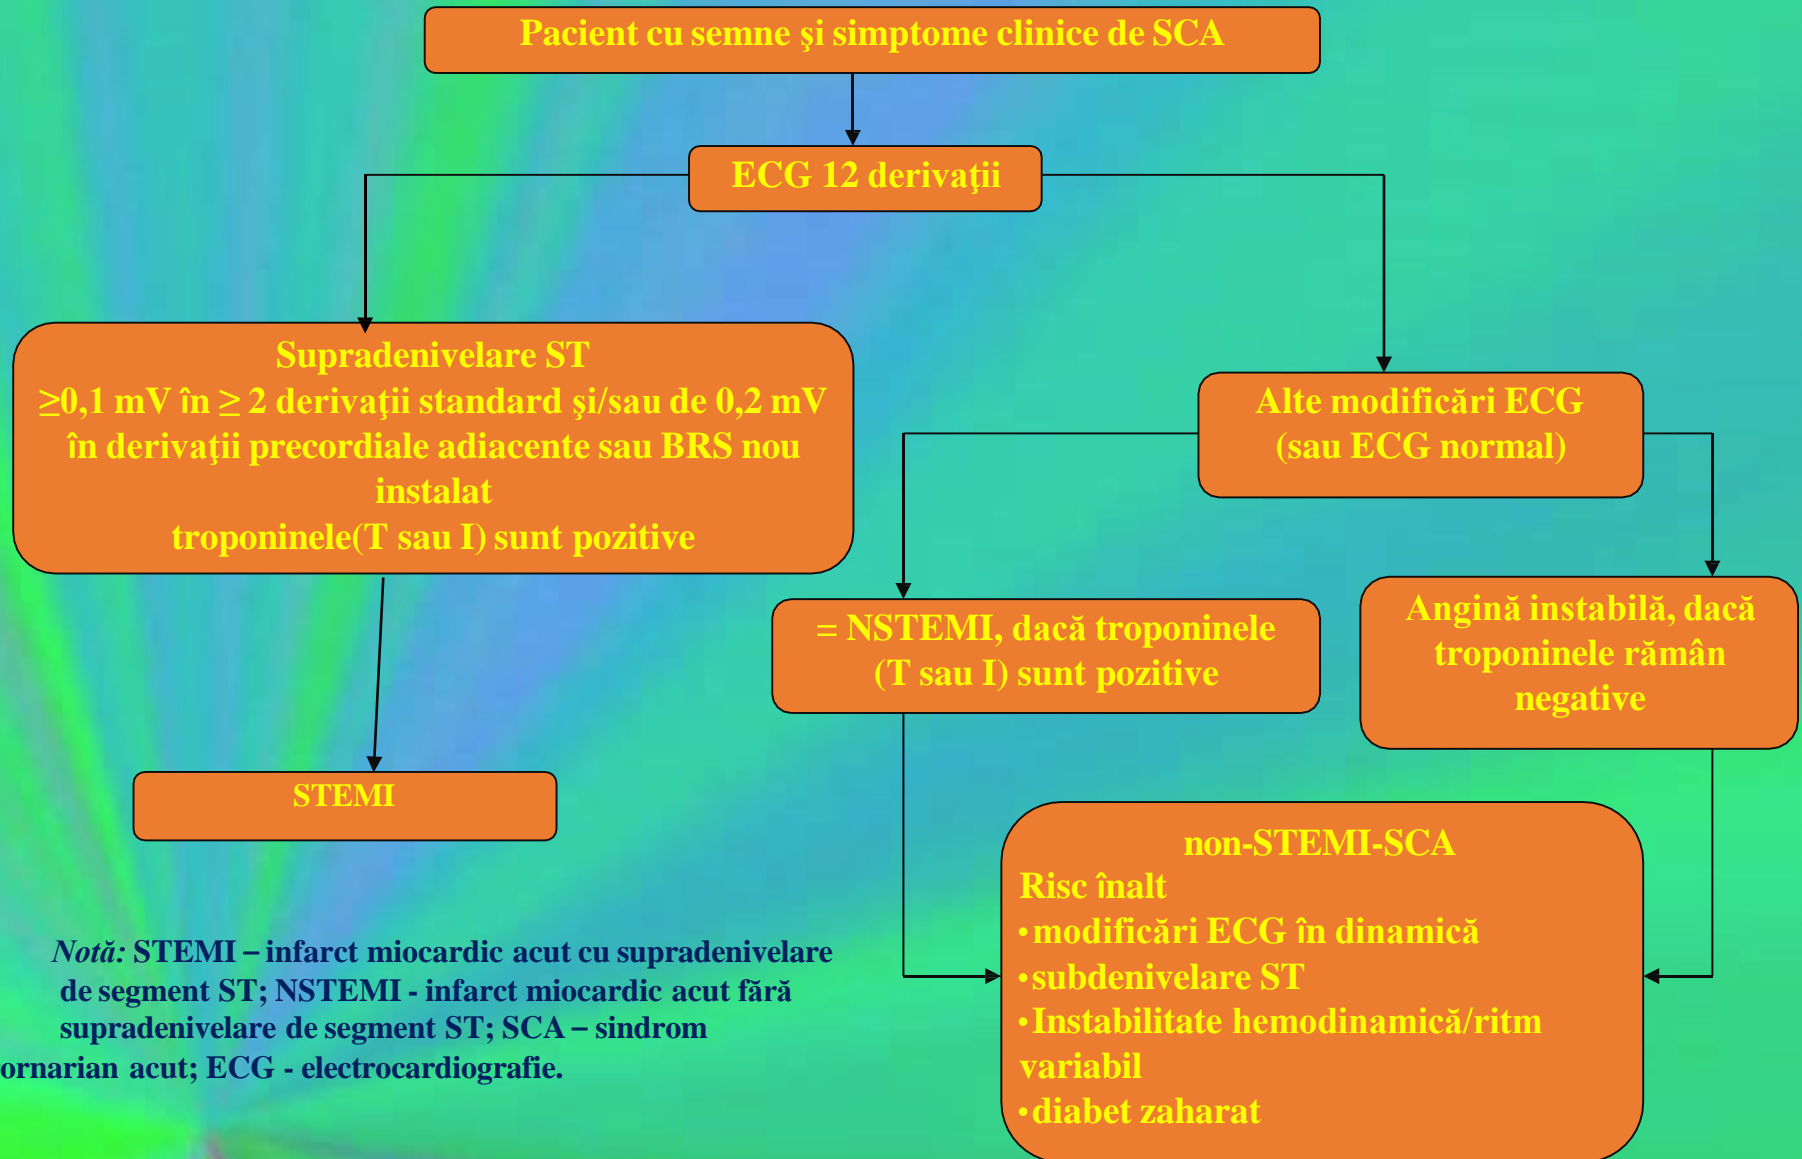 Pacient cu semne şi simptome clinice de SCA
ECG 12 derivaţii
Supradenivelare ST
≥0,1 mV în ≥ 2 derivaţii standard şi/sau de 0,2 mV
în derivaţii precordiale adiacente sau BRS nou
instalat
troponinele(T sau I) sunt pozitive
Alte modificări ECG
(sau ECG normal)
= NSTEMI, dacă troponinele
(T sau I) sunt pozitive
Angină instabilă, dacă
troponinele rămân
negative
STEMI
non-STEMI-SCA
Risc înalt
•modificări ECG în dinamică
•subdenivelare ST
•Instabilitate hemodinamică/ritm
variabil
•diabet zaharat
Notă: STEMI – infarct miocardic acut cu supradenivelare
de segment ST; NSTEMI - infarct miocardic acut fără
supradenivelare de segment ST; SCA – sindrom
ornarian acut; ECG - electrocardiografie.